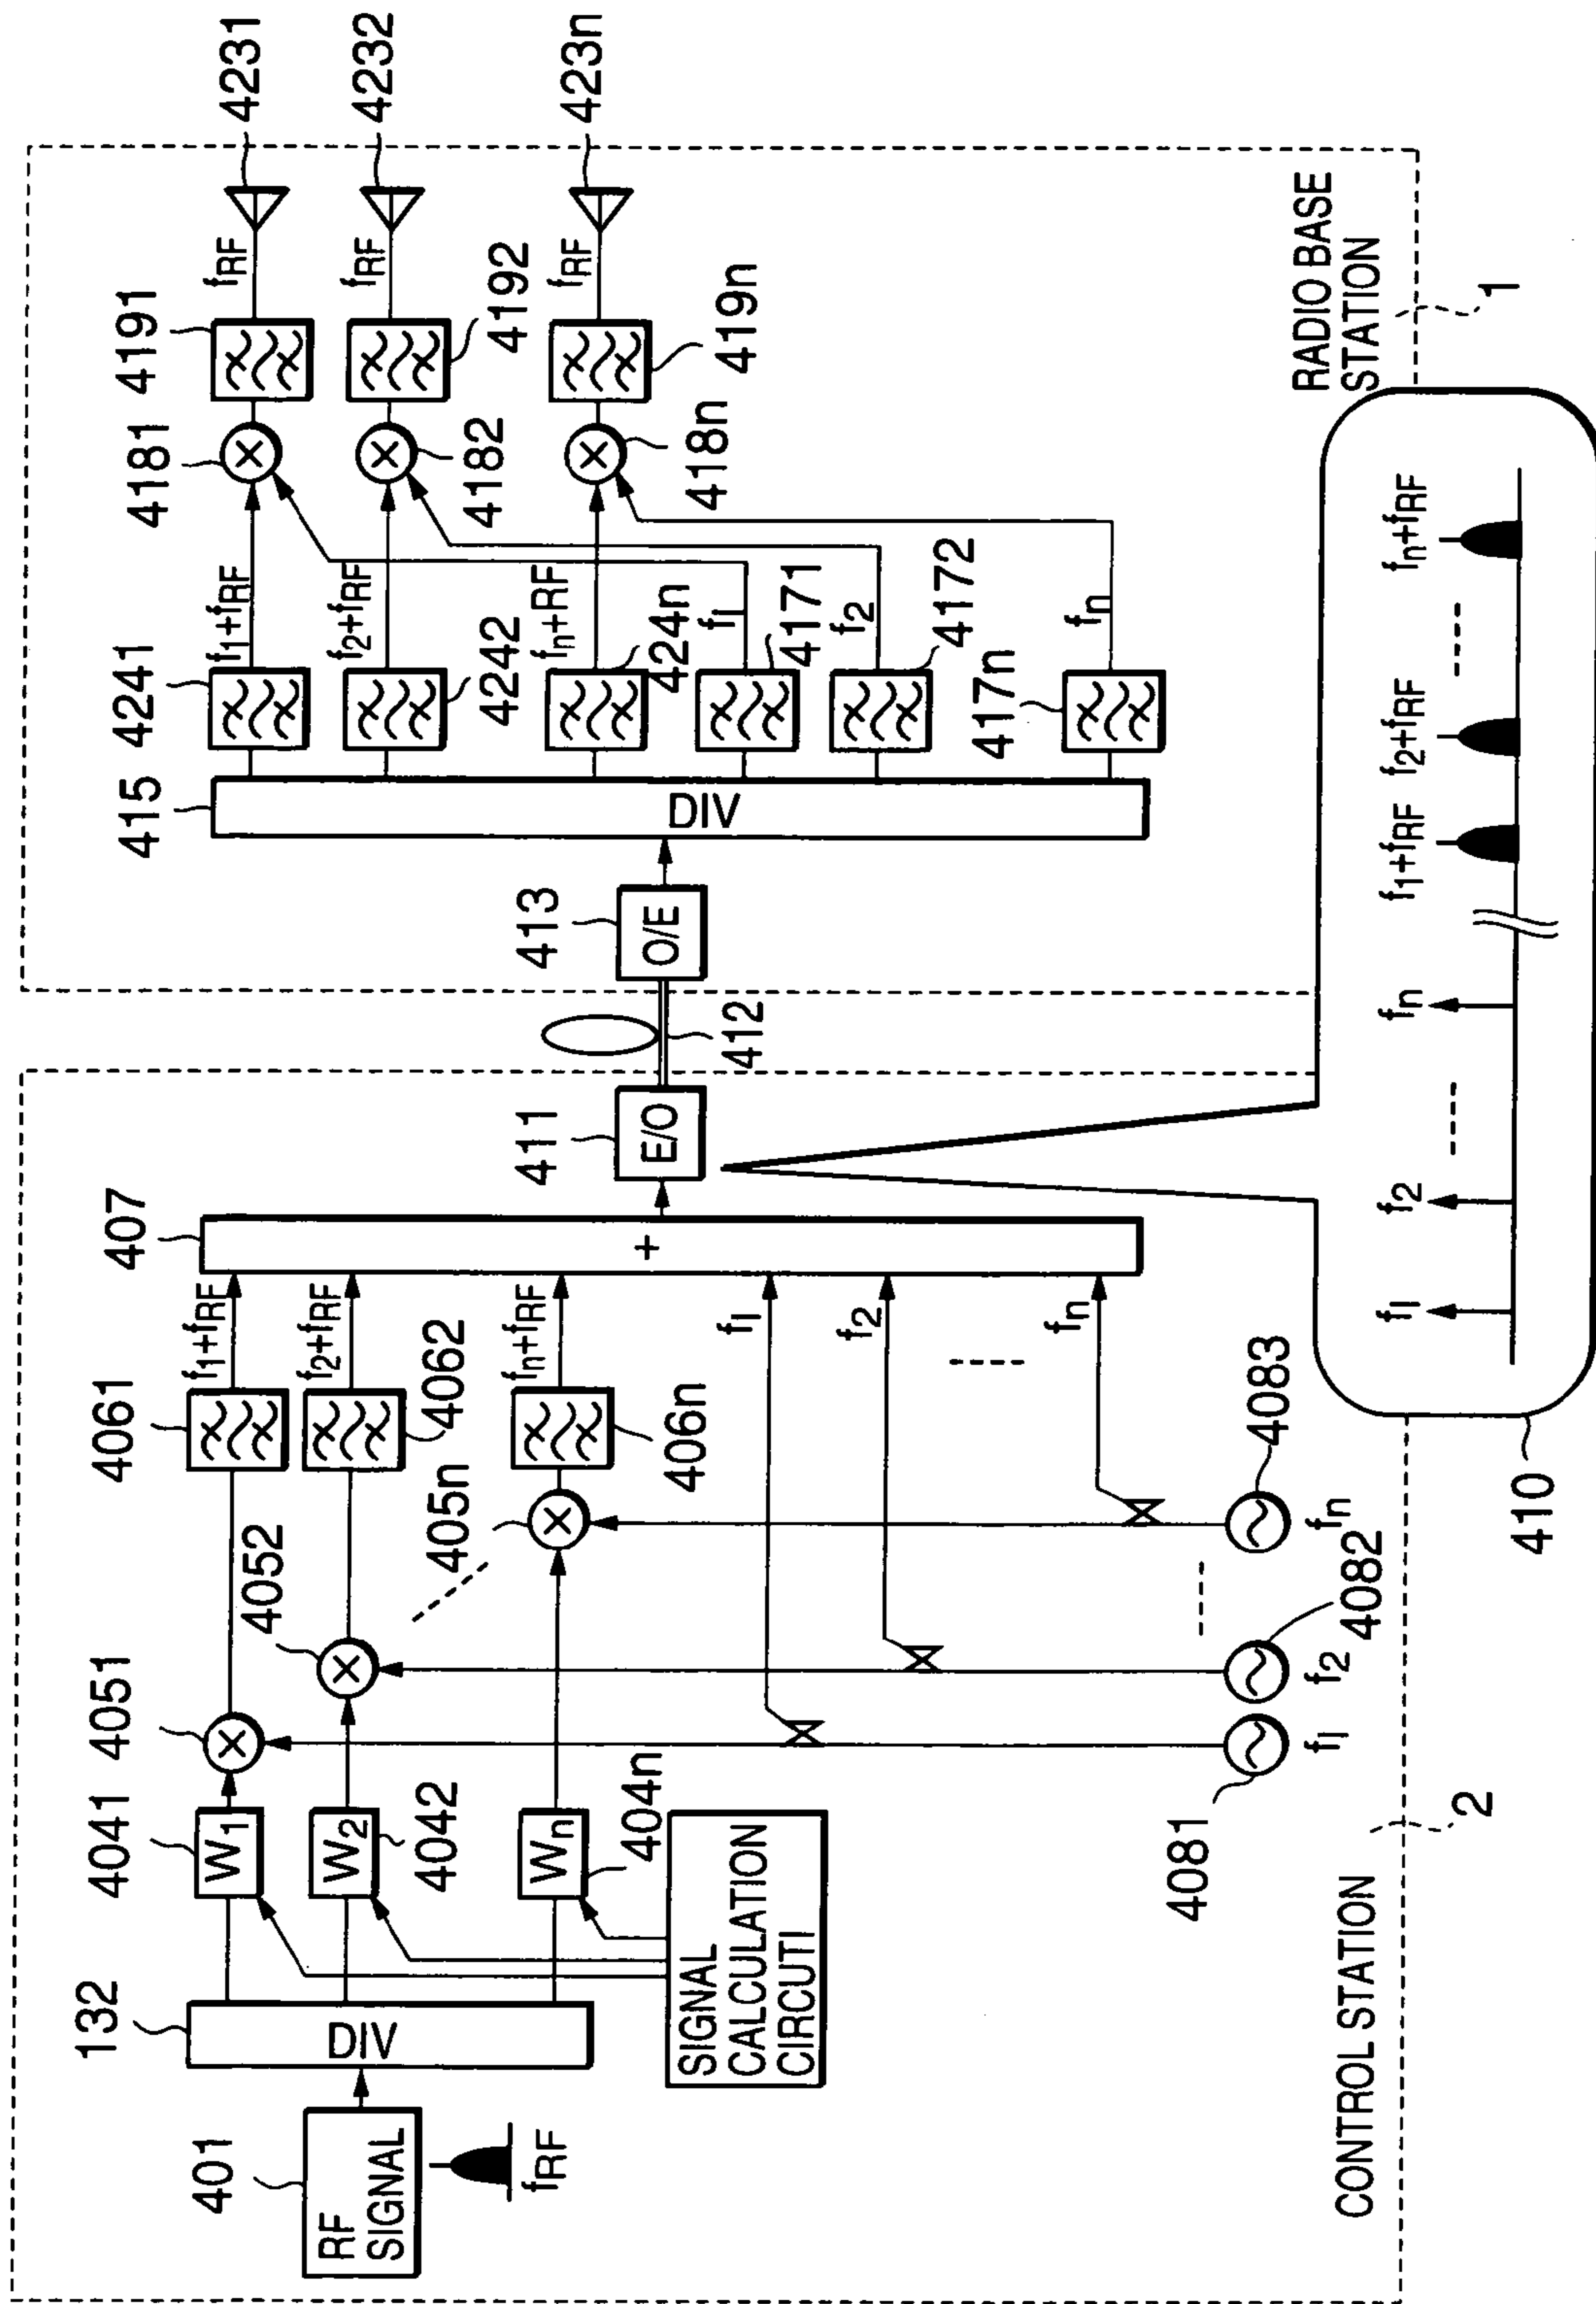 401
RF
SIGNAL
fRF
132
DIV
4041
W1
W2
4042
Wn
404n
SIGNAL
CALCULATION
CIRCUTI
4051
4052
405n
4061
4062
406n
f1+fRF
f2+fRF
fn+fRF
f1
f2
fn
407
+
4081
f1
4082
f2
4083
fn
CONTROL STATION
2
411
E/O
412
413
O/E
415
DIV
4241
4242
424n
4171
4172
417n
f1+fRF
f2+fRF
fn+RF
f1
f2
fn
4181
4182
418n
4191
4192
419n
fRF
fRF
fRF
4231
4232
423n
RADIO BASE
STATION
1
410
f1
f2
fn
f1+fRF
f2+fRF
fn+fRF